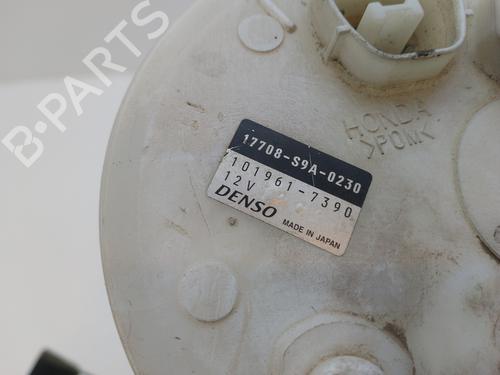 B-PARTS
HONDA
>POM<
17708-S9A-0230
101961-7390
12V
DENSO MADE IN JAPAN